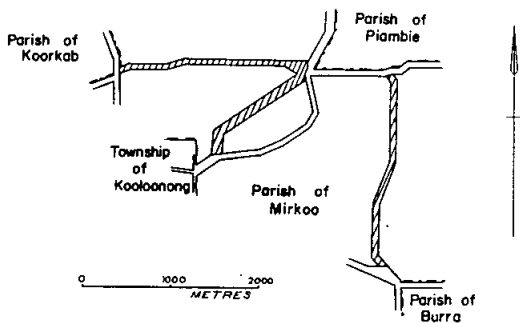 Parish of
Koorkab
Parish of
Piambie
Township
of
Kooloonong
Parish of
Mirkoo
0 1000 2000
METRES
Parish of
Burra